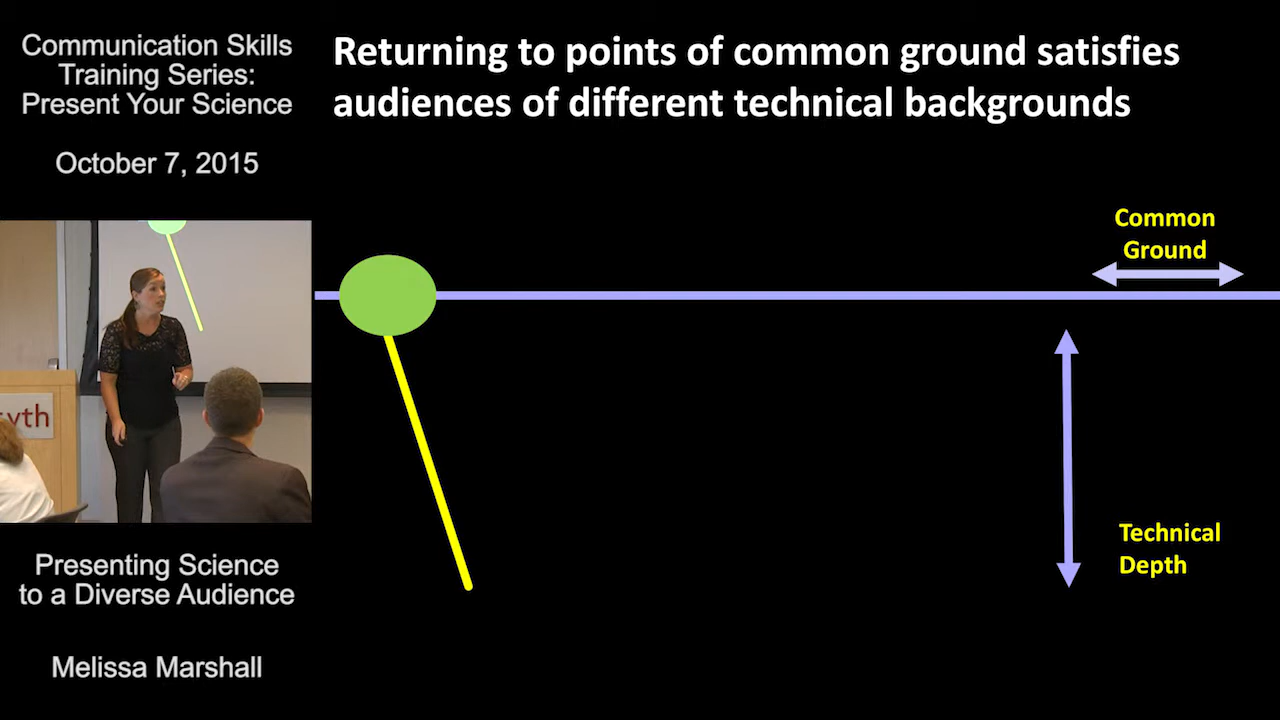 Communication Skills
Training Series:
Present Your Science
October 7, 2015
Returning to points of common ground satisfies
audiences of different technical backgrounds
Common
Ground
Technical
Depth
Presenting Science
to a Diverse Audience
Melissa Marshall